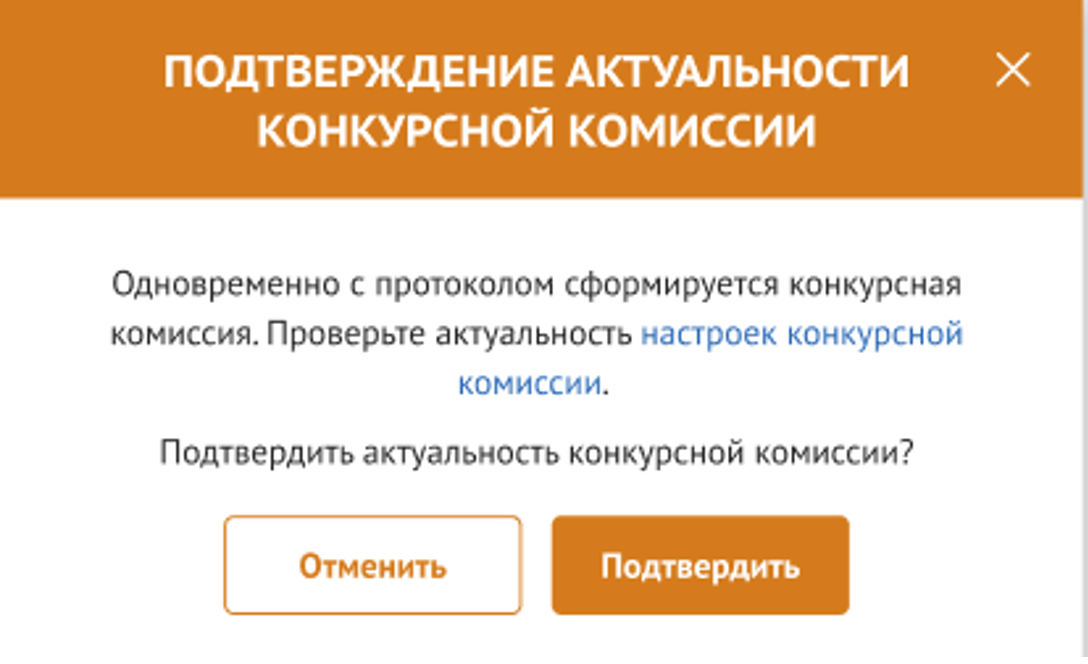 ПОДТВЕРЖДЕНИЕ АКТУАЛЬНОСТИ
КОНКУРСНОЙ КОМИССИИ
Одновременно с протоколом сформируется конкурсная
комиссия. Проверьте актуальность настроек конкурсной
комиссии.
Подтвердить актуальность конкурсной комиссии?
Отменить
Подтвердить